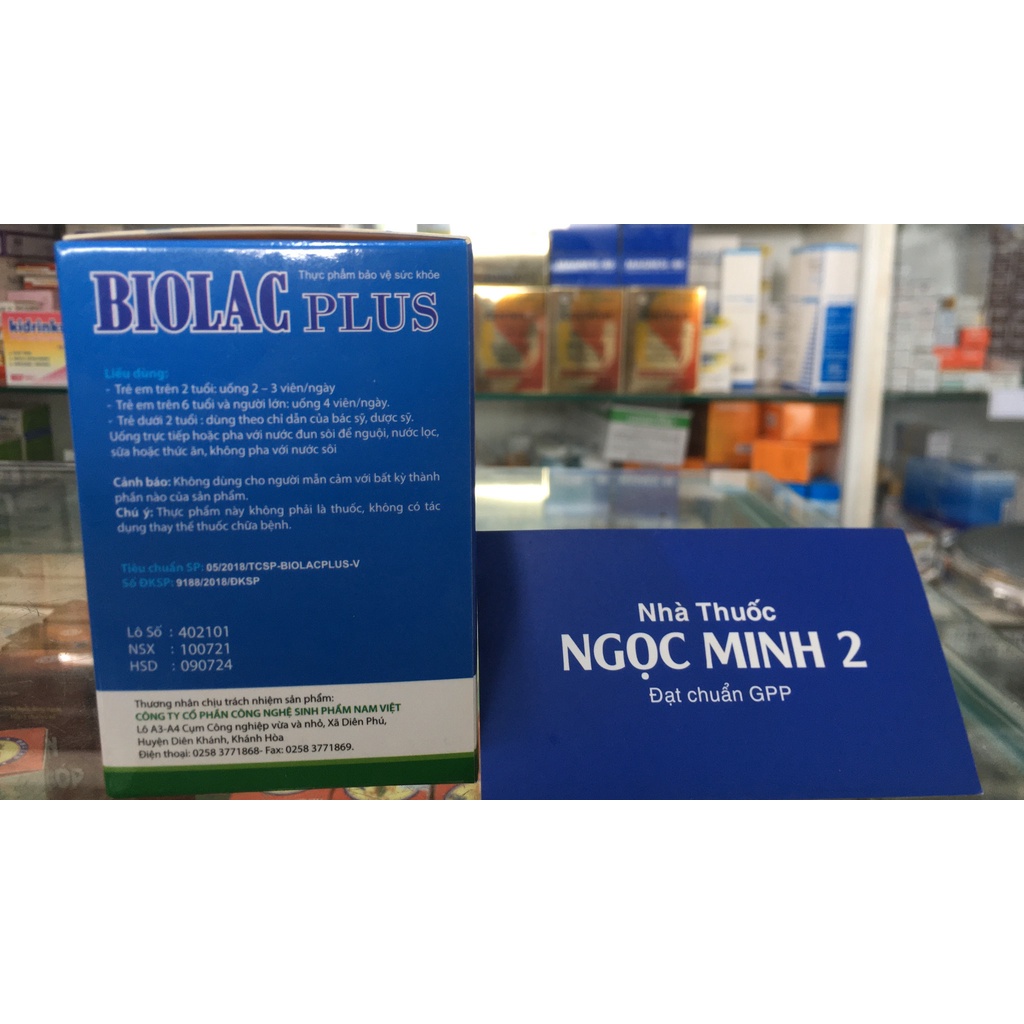 Thực phẩm bảo vệ sức khỏe
BIOLAC PLUS
Liều dùng:
- Trẻ em trên 2 tuổi: uống 2 – 3 viên/ngày
- Trẻ em trên 6 tuổi và người lớn: uống 4 viên/ngày.
- Trẻ dưới 2 tuổi : dùng theo chỉ dẫn của bác sỹ, dược sỹ.
Uống trực tiếp hoặc pha với nước đun sôi để nguội, nước lọc,
sữa hoặc thức ăn, không pha với nước sôi
Cảnh báo: Không dùng cho người mẫn cảm với bất kỳ thành
phần nào của sản phẩm.
Chú ý: Thực phẩm này không phải là thuốc, không có tác
dụng thay thế thuốc chữa bệnh.
Tiêu chuẩn SP: 05/2018/TCSP-BIOLACPLUS-V
Số ĐKSP: 9188/2018/ĐKSP
Lô Số : 402101
NSX : 100721
HSD : 090724
Thương nhân chịu trách nhiệm sản phẩm:
CÔNG TY CỔ PHẦN CÔNG NGHỆ SINH PHẨM NAM VIỆT
Lô A3-A4 Cụm Công nghiệp vừa và nhỏ, Xã Diên Phú,
Huyện Diên Khánh, Khánh Hòa
Điện thoại: 0258 3771868- Fax: 0258 3771869.
Nhà Thuốc
NGỌC MINH 2
Đạt chuẩn GPP
kidrink